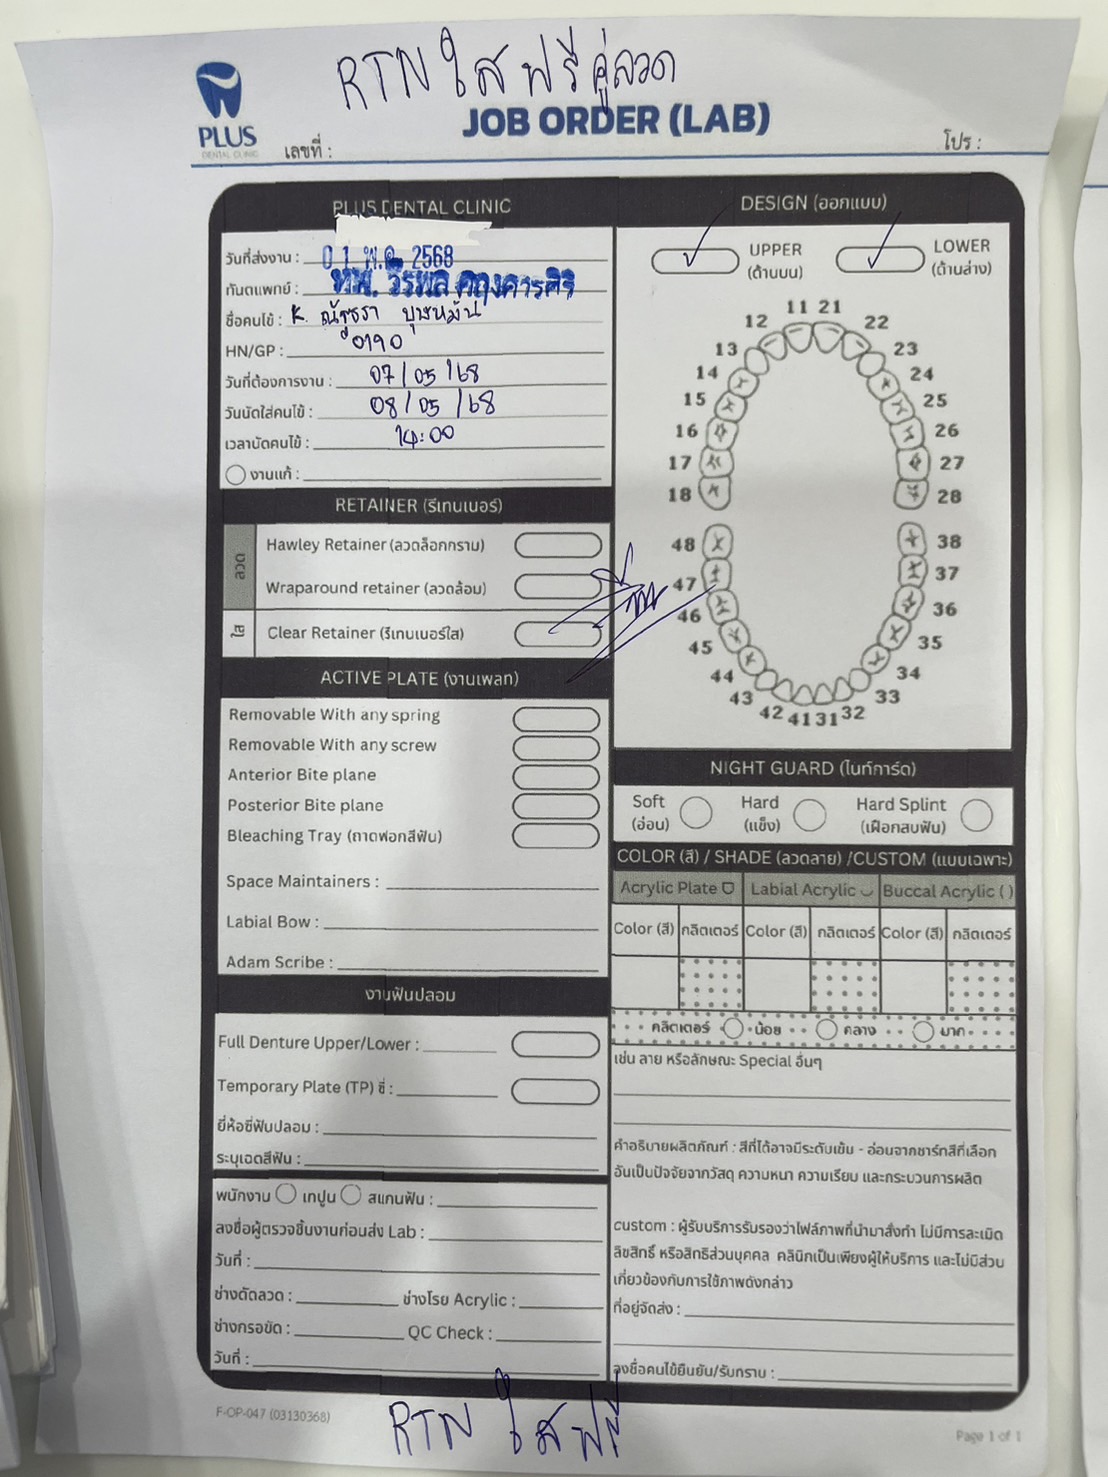 RTN ใส ฟรีคู่ลวด
PLUS
DENTAL CLINIC
JOB ORDER (LAB)
เลขที่ :
โปร :
PLUS DENTAL CLINIC
วันที่ส่งงาน : 01 พ.ค. 2568
ทันตแพทย์ : ทพ. วีรพล
ชื่อคนไข้ : K.
HN/GP : 0190
วันที่ต้องการงาน : 07/05/68
วันนัดใส่คนไข้ : 08/05/68
เวลานัดคนไข้ : 14:00
งานแก้ :
RETAINER (รีเทนเนอร์)
ลวด
Hawley Retainer (ลวดล็อกกราม)
Wraparound retainer (ลวดล้อม)
ใส
Clear Retainer (รีเทนเนอร์ใส)
ACTIVE PLATE (งานเพลท)
Removable With any spring
Removable With any screw
Anterior Bite plane
Posterior Bite plane
Bleaching Tray (ถาดฟอกสีฟัน)
Space Maintainers :
Labial Bow :
Adam Scribe :
งานฟันปลอม
Full Denture Upper/Lower :
Temporary Plate (TP) ซี่ :
ยี่ห้อซี่ฟันปลอม :
ระบุเฉดสีฟัน :
พนักงาน เทปูน สแกนฟัน :
ลงชื่อผู้ตรวจชิ้นงานก่อนส่ง Lab :
วันที่ :
ช่างดัดลวด : ช่างโรย Acrylic :
ช่างกรอขัด : QC Check :
วันที่ :
DESIGN (ออกแบบ)
UPPER
(ด้านบน)
LOWER
(ด้านล่าง)
11 21
12 22
13 23
14 24
15 25
16 26
17 27
18 28
48 38
47 37
46 36
45 35
44 34
43 33
42 41 31 32
NIGHT GUARD (ไนท์การ์ด)
Soft
(อ่อน)
Hard
(แข็ง)
Hard Splint
(เฝือกสบฟัน)
COLOR (สี) / SHADE (ลวดลาย) /CUSTOM (แบบเฉพาะ)
Acrylic Plate Labial Acrylic Buccal Acrylic ( )
Color (สี) กลิตเตอร์ Color (สี) กลิตเตอร์ Color (สี) กลิตเตอร์
กลิตเตอร์ น้อย กลาง มาก
เช่น ลาย หรือลักษณะ Special อื่นๆ
คำอธิบายผลิตภัณฑ์ : สีที่ได้อาจมีระดับเข้ม - อ่อนจากชาร์ทสีที่เลือก
อันเป็นปัจจัยจากวัสดุ ความหนา ความเรียบ และกระบวนการผลิต
custom : ผู้รับบริการรับรองว่าไฟล์ภาพที่นำมาสั่งทำ ไม่มีการละเมิด
ลิขสิทธิ์ หรือสิทธิส่วนบุคคล คลินิกเป็นเพียงผู้ให้บริการ และไม่มีส่วน
เกี่ยวข้องกับการใช้ภาพดังกล่าว
ที่อยู่จัดส่ง :
ลงชื่อคนไข้ยืนยัน/รับทราบ :
RTN ใส ฟรี
F-OP-047 (03130368)
Page 1 of 1